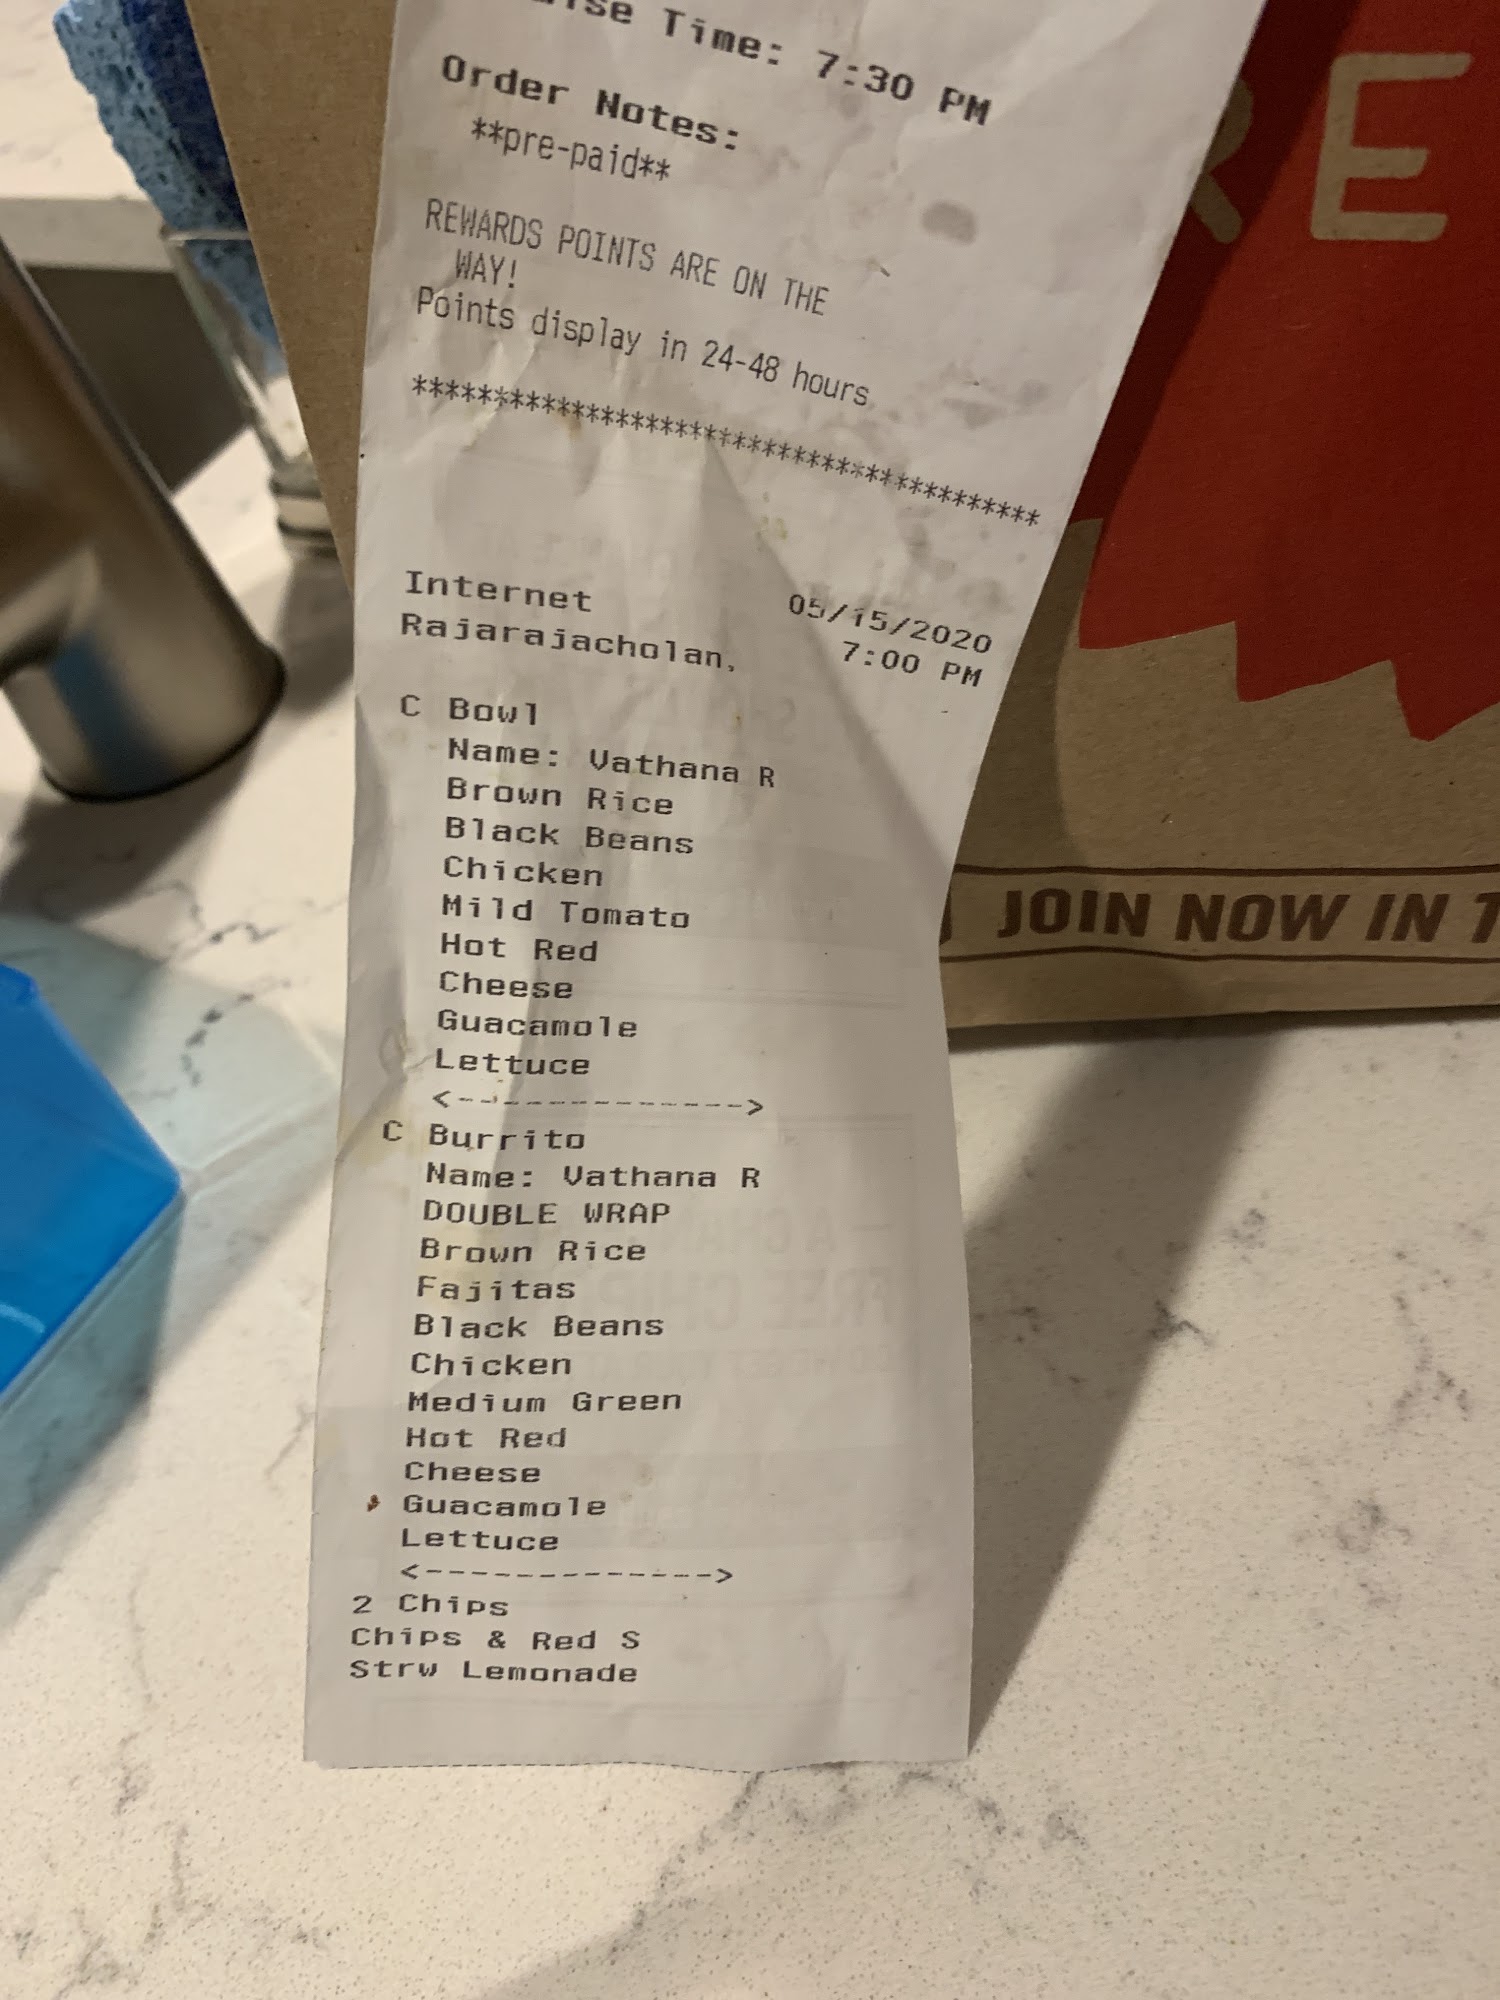 Time: 7:30 PM
Order Notes:
**pre-paid**
REWARDS POINTS ARE ON THE
WAY!
Points display in 24-48 hours
****************************************
Internet 05/15/2020
Rajarajacholan, 7:00 PM
C Bowl
Name: Vathana R
Brown Rice
Black Beans
Chicken
Mild Tomato
Hot Red
Cheese
Guacamole
Lettuce
<-------------->
C Burrito
Name: Vathana R
DOUBLE WRAP
Brown Rice
Fajitas
Black Beans
Chicken
Medium Green
Hot Red
Cheese
Guacamole
Lettuce
<-------------->
2 Chips
Chips & Red S
Strw Lemonade
RE
JOIN NOW IN T